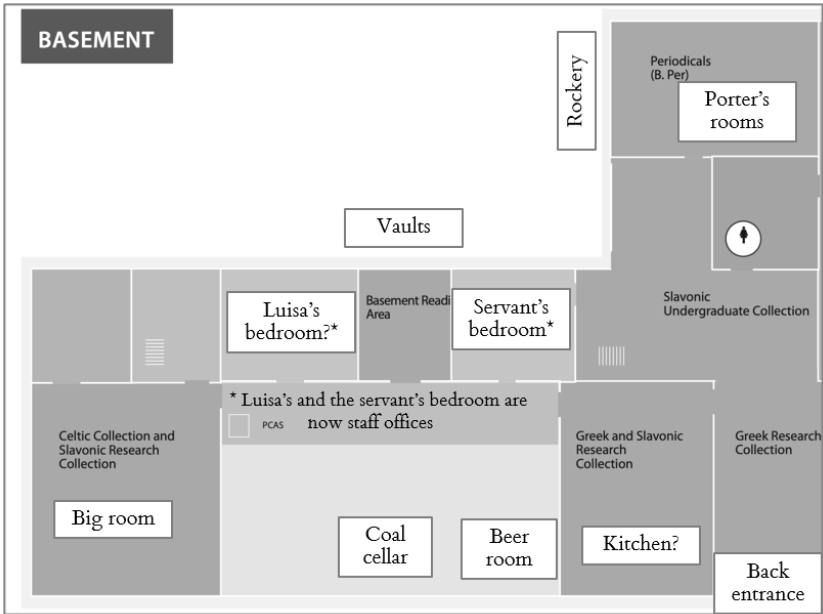 BASEMENT
Rockery
Periodicals
(B. Per)
Porter's
rooms
Vaults
Luisa's
bedroom?*
Basement Readi
Area
Servant's
bedroom*
Slavonic
Undergraduate Collection
* Luisa's and the servant's bedroom are
now staff offices
PCAS
Celtic Collection and
Slavonic Research
Collection
Greek and Slavonic
Research
Collection
Greek Research
Collection
Big room
Coal
cellar
Beer
room
Kitchen?
Back
entrance